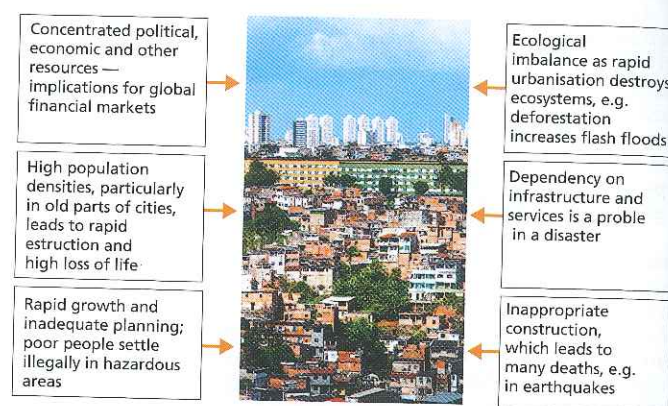 Concentrated political,
economic and other
resources —
implications for global
financial markets
High population
densities, particularly
in old parts of cities,
leads to rapid
estruction and
high loss of life
Rapid growth and
inadequate planning;
poor people settle
illegally in hazardous
areas
Ecological
imbalance as rapid
urbanisation destroys
ecosystems, e.g.
deforestation
increases flash floods
Dependency on
infrastructure and
services is a proble
in a disaster
Inappropriate
construction,
which leads to
many deaths, e.g.
in earthquakes